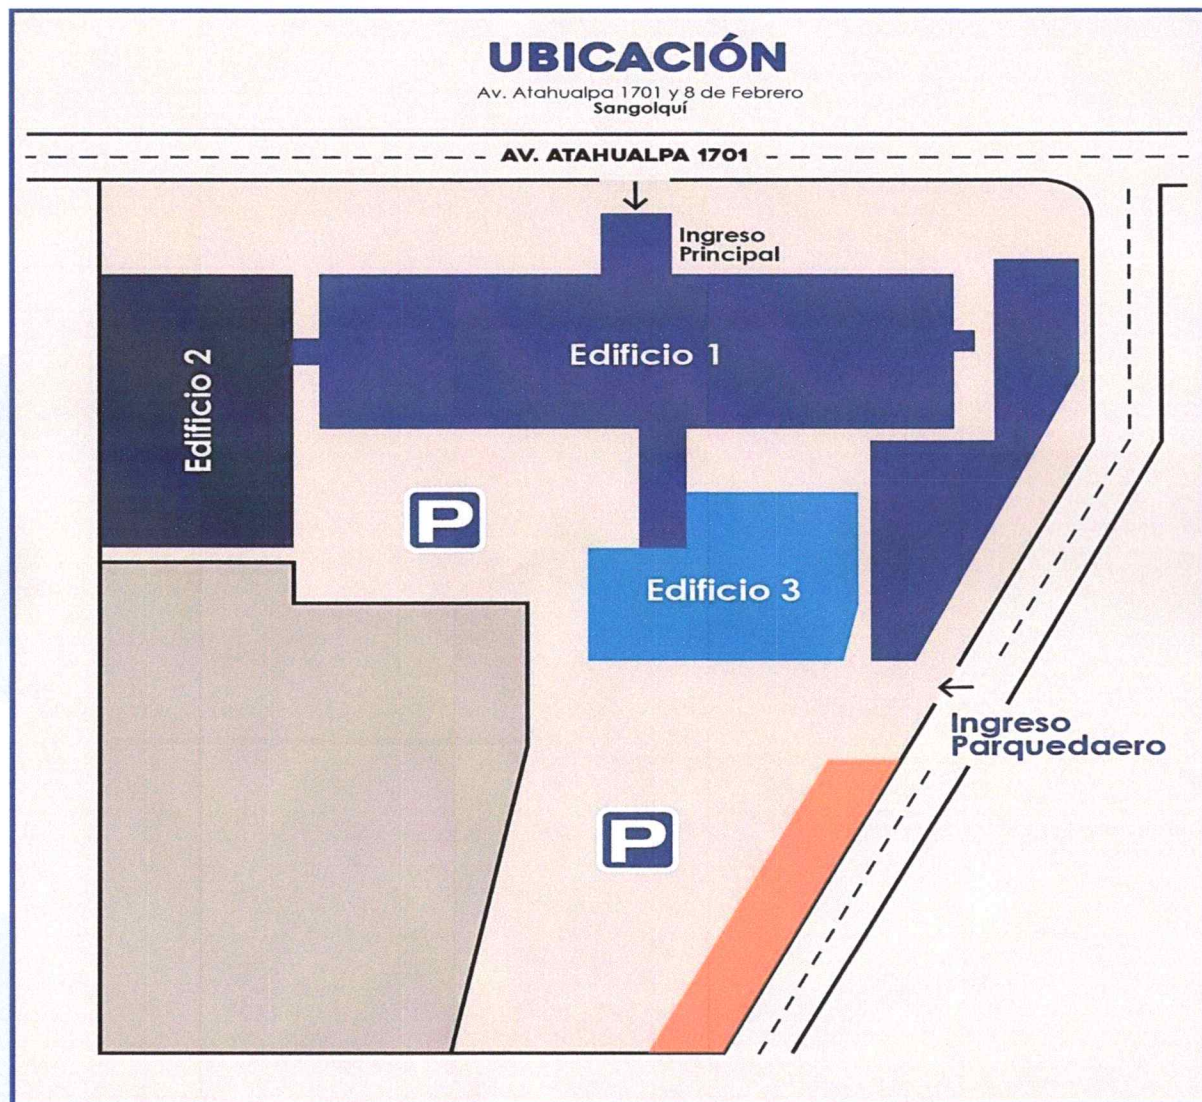 UBICACIÓN
Av. Atahualpa 1701 y 8 de Febrero
Sangolquí
AV. ATAHUALPA 1701
Ingreso
Principal
Edificio 1
Edificio 2
P
Edificio 3
Ingreso
Parquedaero
P